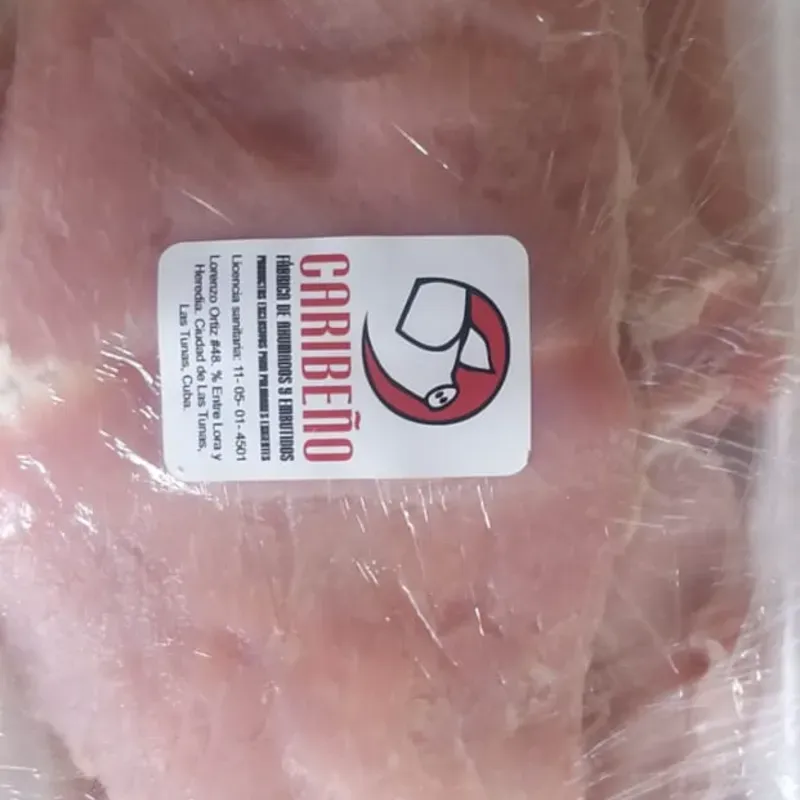 CARIBEÑO
FÁBRICA DE AHUMADOS Y EMBUTIDOS
PRODUCTOS EXCLUSIVOS PARA PALADARES EXIGENTES
Licencia sanitaria: 11- 05- 01- 4501
Lorenzo Ortiz #48. % Entre Lora y
Heredia. Ciudad de Las Tunas,
Las Tunas, Cuba.